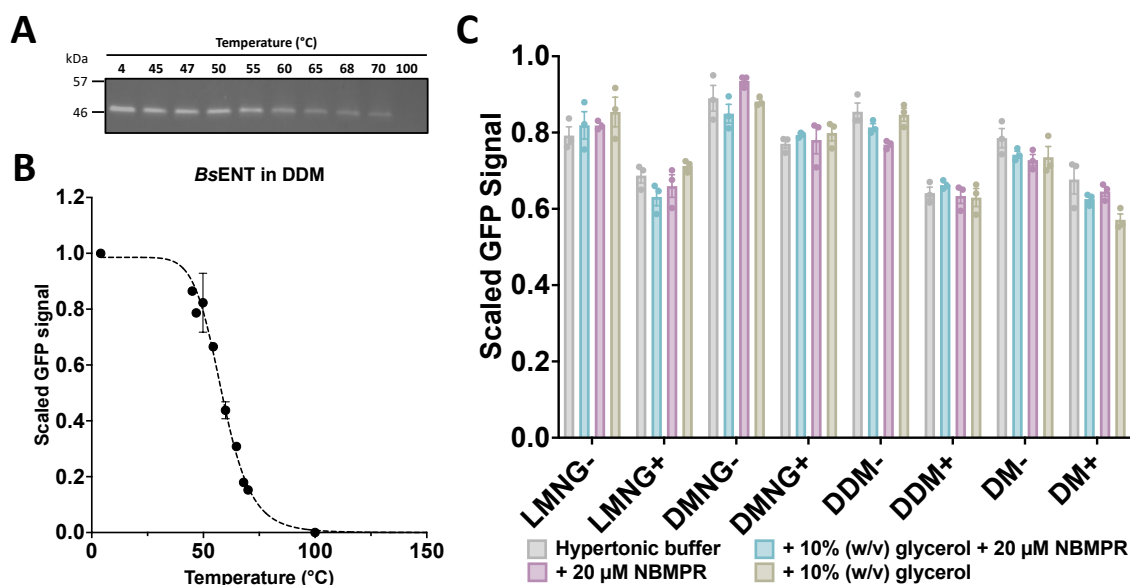 A
Temperature (°C)
kDa
4 45 47 50 55 60 65 68 70 100
57
46
B
BsENT in DDM
Scaled GFP signal
1.2
1.0
0.8
0.6
0.4
0.2
0.0
0 50 100 150
Temperature (°C)
C
Scaled GFP Signal
1.0
0.8
0.6
0.4
0.2
0.0
LMNG- LMNG+ DMNG- DMNG+ DDM- DDM+ DM- DM+
Hypertonic buffer + 10% (w/v) glycerol + 20 µM NBMPR
+ 20 µM NBMPR + 10% (w/v) glycerol